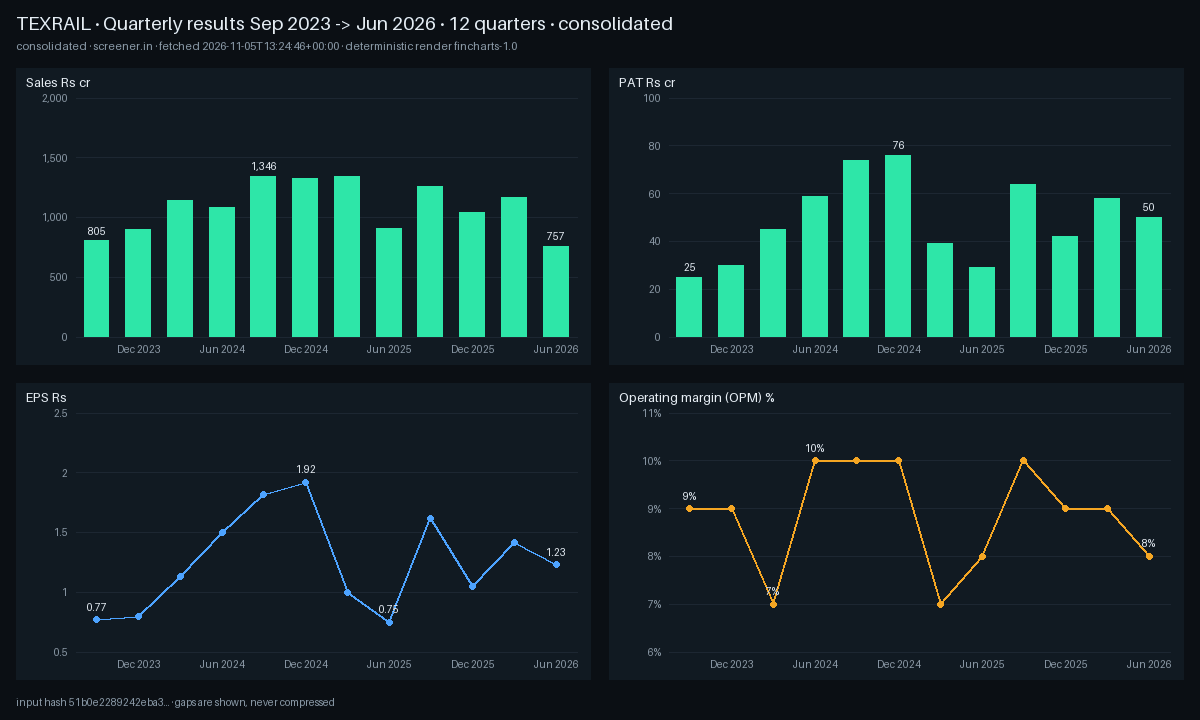 TEXRAIL · Quarterly results Sep 2023 -> Jun 2026 · 12 quarters · consolidated
consolidated · screener.in · fetched 2026-11-05T13:24:46+00:00 · deterministic render fincharts-1.0
Sales Rs cr
2,000
1,500
1,000
500
0
805
1,346
757
Dec 2023
Jun 2024
Dec 2024
Jun 2025
Dec 2025
Jun 2026
PAT Rs cr
100
80
60
40
20
0
25
76
50
Dec 2023
Jun 2024
Dec 2024
Jun 2025
Dec 2025
Jun 2026
EPS Rs
2.5
2
1.5
1
0.5
0.77
1.92
0.75
1.23
Dec 2023
Jun 2024
Dec 2024
Jun 2025
Dec 2025
Jun 2026
Operating margin (OPM) %
11%
10%
9%
8%
7%
6%
9%
7%
10%
8%
Dec 2023
Jun 2024
Dec 2024
Jun 2025
Dec 2025
Jun 2026
input hash 51b0e2289242eba3... · gaps are shown, never compressed